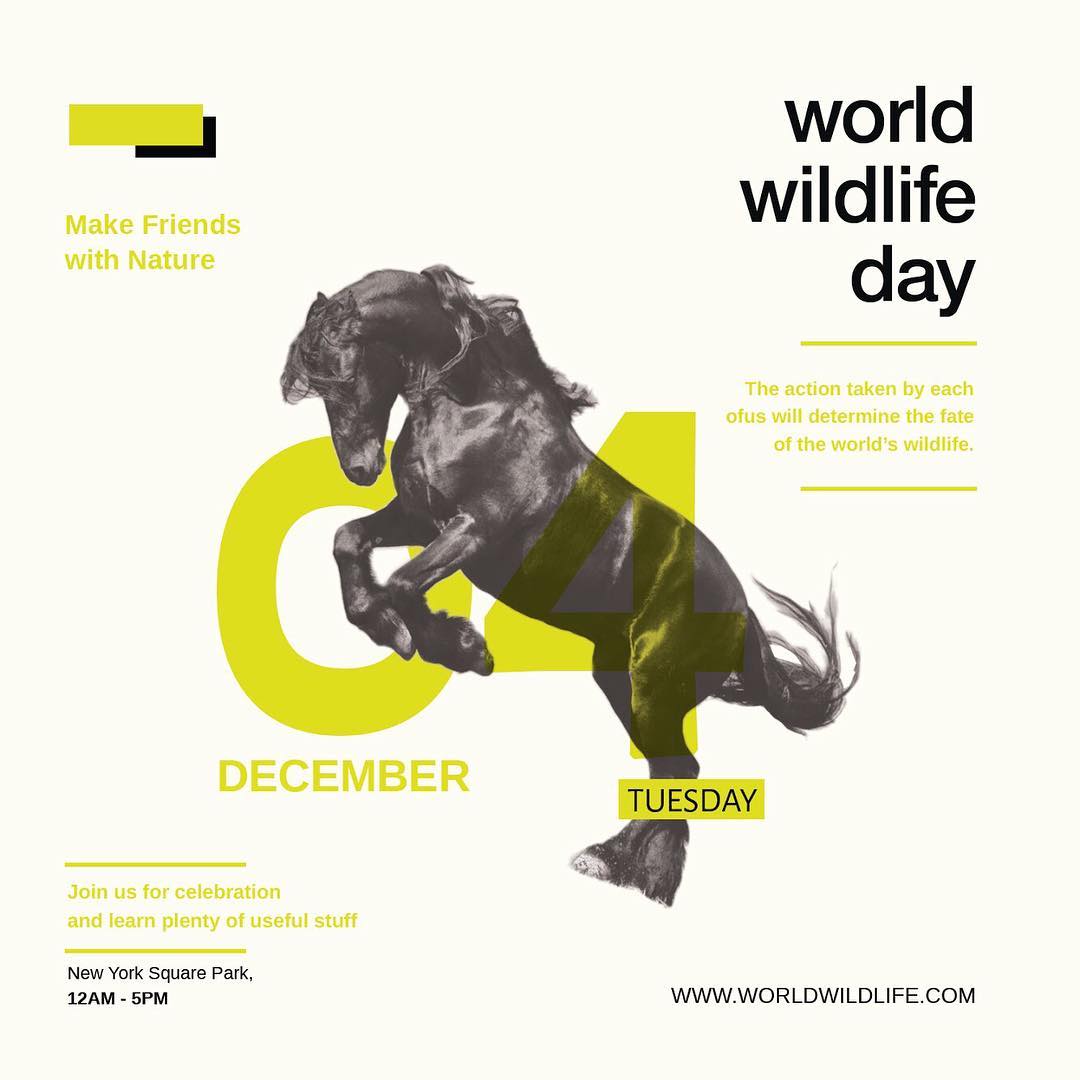 world
wildlife
day
Make Friends
with Nature
The action taken by each
ofus will determine the fate
of the world’s wildlife.
04
DECEMBER
TUESDAY
Join us for celebration
and learn plenty of useful stuff
New York Square Park,
12AM - 5PM
WWW.WORLDWILDLIFE.COM